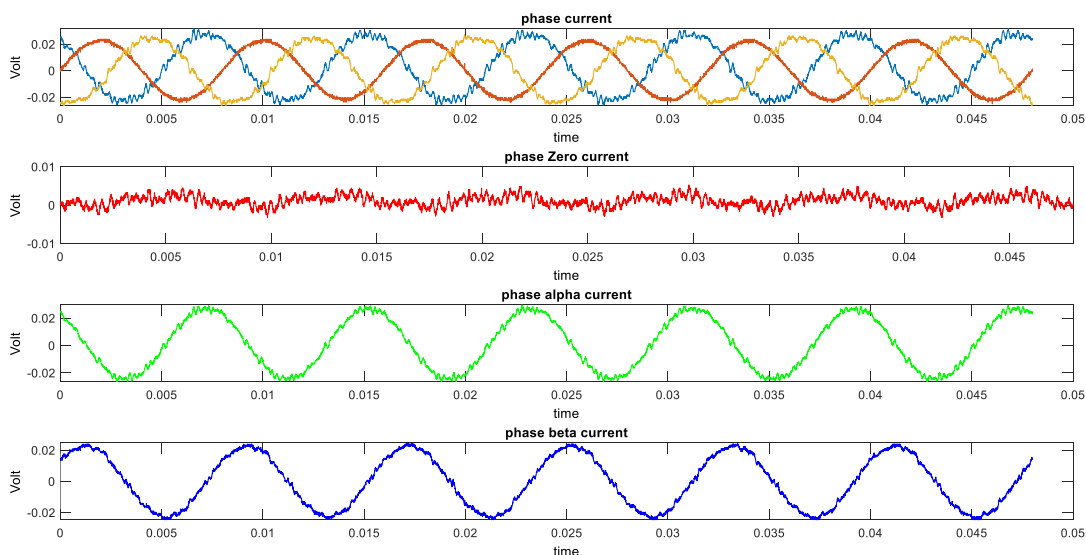 phase current
Volt
0.02
0
-0.02
0 0.005 0.01 0.015 0.02 0.025 0.03 0.035 0.04 0.045 0.05
time
phase Zero current
Volt
0.01
0
-0.01
0 0.005 0.01 0.015 0.02 0.025 0.03 0.035 0.04 0.045
time
phase alpha current
Volt
0.02
0
-0.02
0 0.005 0.01 0.015 0.02 0.025 0.03 0.035 0.04 0.045 0.05
time
phase beta current
Volt
0.02
0
-0.02
0 0.005 0.01 0.015 0.02 0.025 0.03 0.035 0.04 0.045 0.05
time